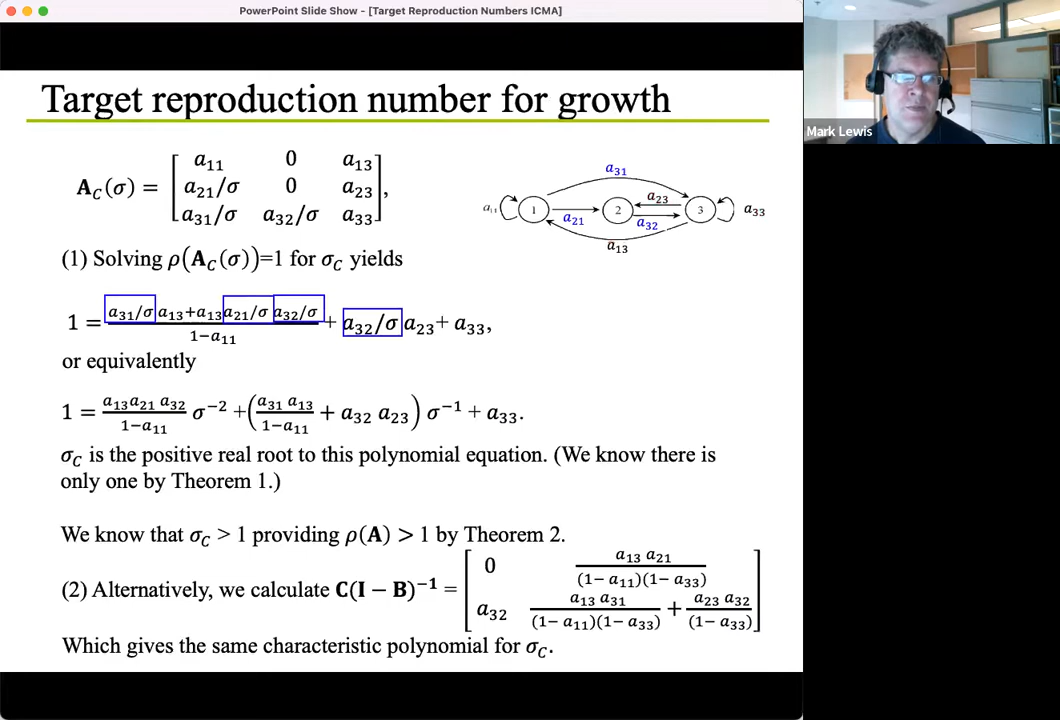 PowerPoint Slide Show - [Target Reproduction Numbers ICMA]
Mark Lewis
Target reproduction number for growth
A_C(σ) = [ a₁₁ 0 a₁₃
a₂₁/σ 0 a₂₃
a₃₁/σ a₃₂/σ a₃₃ ],
a₃₁
a₁₁ 1 a₂₁ 2 a₂₃ a₃₂ 3 a₃₃
a₁₃
(1) Solving ρ(A_C(σ))=1 for σ_C yields
1 = (a₃₁/σ a₁₃+a₁₃ a₂₁/σ a₃₂/σ)/(1−a₁₁) + a₃₂/σ a₂₃+ a₃₃,
or equivalently
1 = (a₁₃a₂₁ a₃₂)/(1−a₁₁) σ⁻² +((a₃₁ a₁₃)/(1−a₁₁) + a₃₂ a₂₃) σ⁻¹ + a₃₃.
σ_C is the positive real root to this polynomial equation. (We know there is
only one by Theorem 1.)
We know that σ_C > 1 providing ρ(A) > 1 by Theorem 2.
(2) Alternatively, we calculate C(I − B)⁻¹ = [ 0 (a₁₃ a₂₁)/((1− a₁₁)(1− a₃₃))
a₃₂ (a₁₃ a₃₁)/((1− a₁₁)(1− a₃₃)) + (a₂₃ a₃₂)/(1− a₃₃) ]
Which gives the same characteristic polynomial for σ_C.